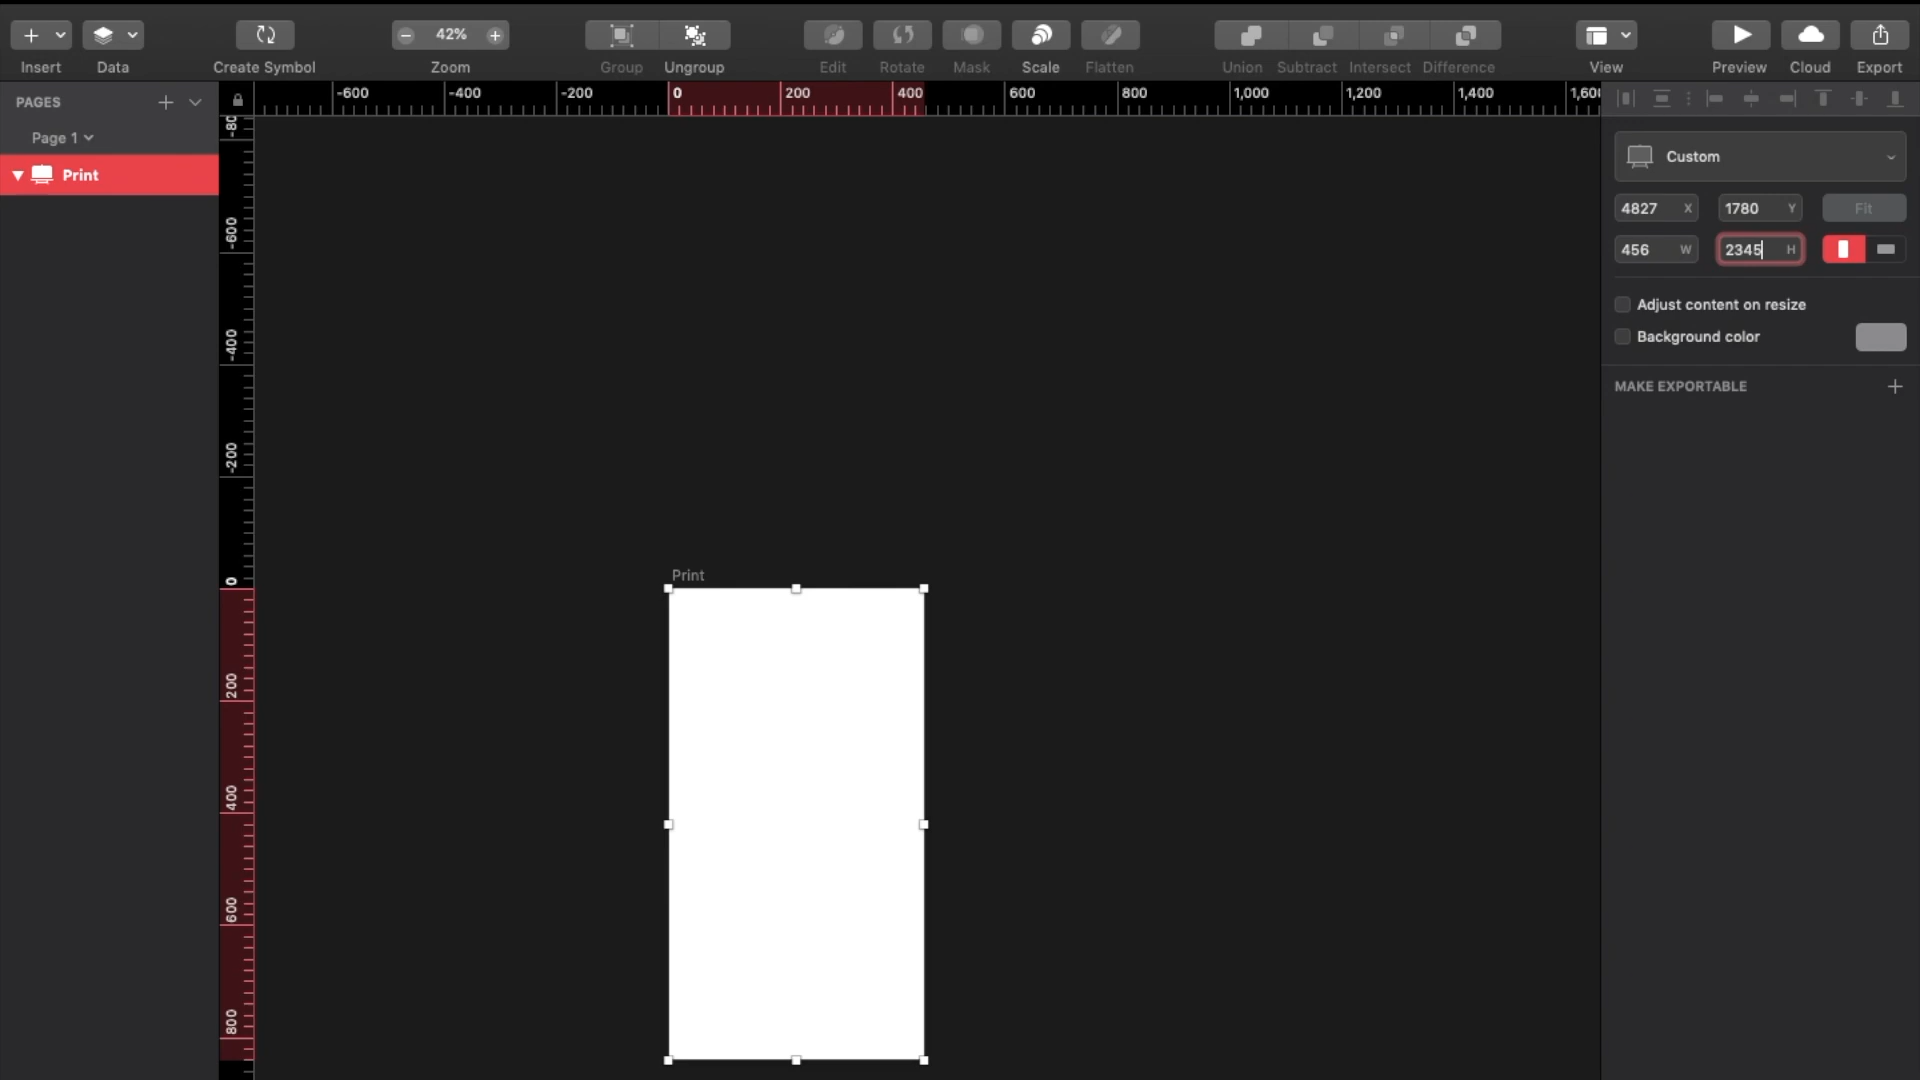 42%
Insert Data Create Symbol Zoom Group Ungroup Edit Rotate Mask Scale Flatten Union Subtract Intersect Difference View Preview Cloud Export
PAGES
Page 1
Print
-600 -400 -200 0 200 400 600 800 1,000 1,200 1,400
-600
-400
-200
0
200
400
600
800
Print
Custom
4827 X 1780 Y Fit
456 W 2345 H
Adjust content on resize
Background color
MAKE EXPORTABLE